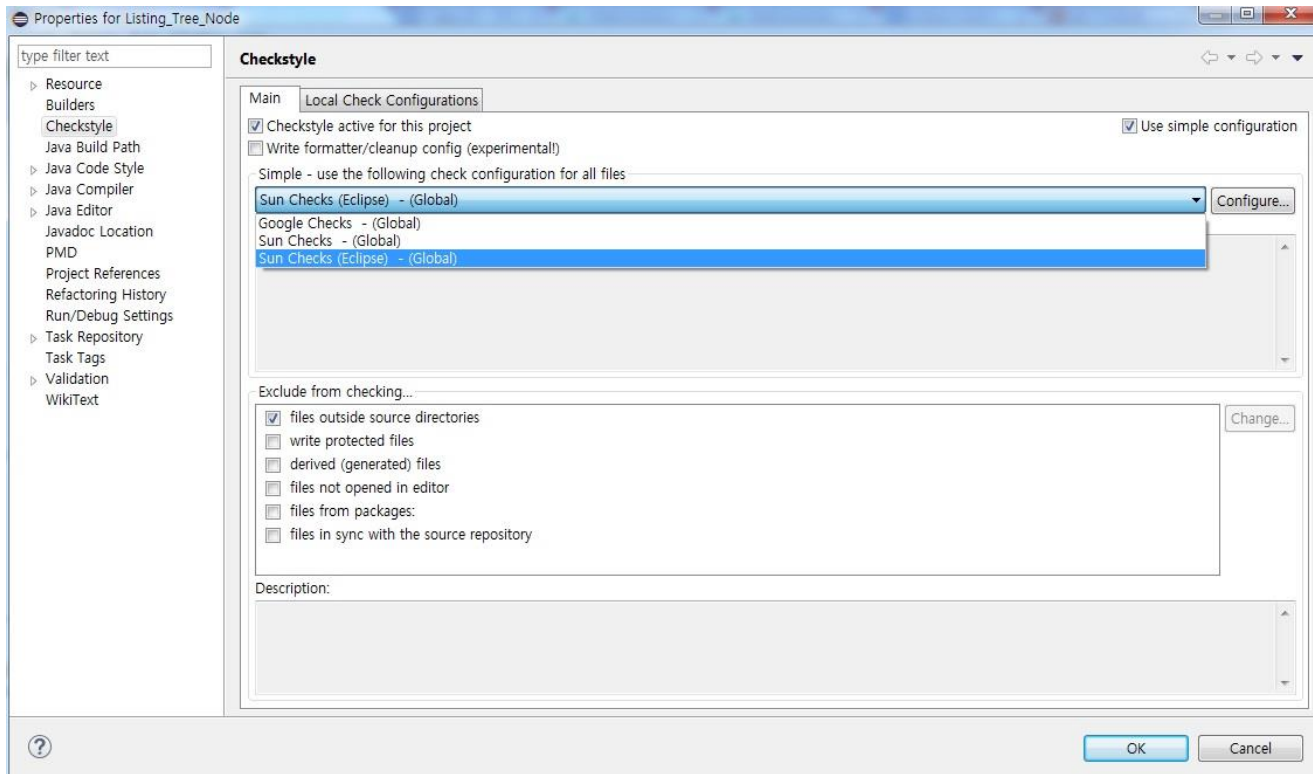 Properties for Listing_Tree_Node
type filter text
Resource
Builders
Checkstyle
Java Build Path
Java Code Style
Java Compiler
Java Editor
Javadoc Location
PMD
Project References
Refactoring History
Run/Debug Settings
Task Repository
Task Tags
Validation
WikiText
Checkstyle
Main Local Check Configurations
Checkstyle active for this project Use simple configuration
Write formatter/cleanup config (experimental!)
Simple - use the following check configuration for all files
Sun Checks (Eclipse) - (Global) Configure...
Google Checks - (Global)
Sun Checks - (Global)
Sun Checks (Eclipse) - (Global)
Exclude from checking...
files outside source directories Change...
write protected files
derived (generated) files
files not opened in editor
files from packages:
files in sync with the source repository
Description:
? OK Cancel